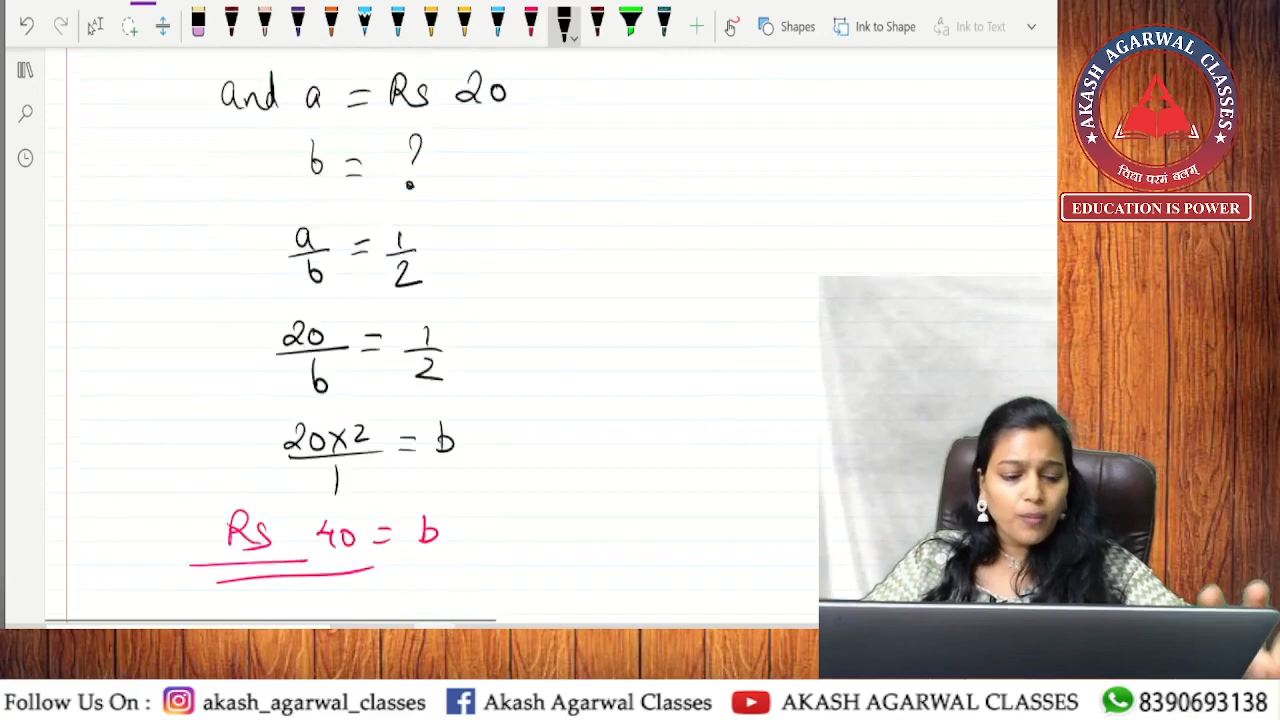 Shapes
Ink to Shape
Ink to Text
and a = Rs 20
b = ?
a/b = 1/2
20/b = 1/2
20×2/1 = b
Rs 40 = b
AKASH AGARWAL CLASSES
विद्या परमं बलम्
EDUCATION IS POWER
Follow Us On : akash_agarwal_classes Akash Agarwal Classes AKASH AGARWAL CLASSES 8390693138